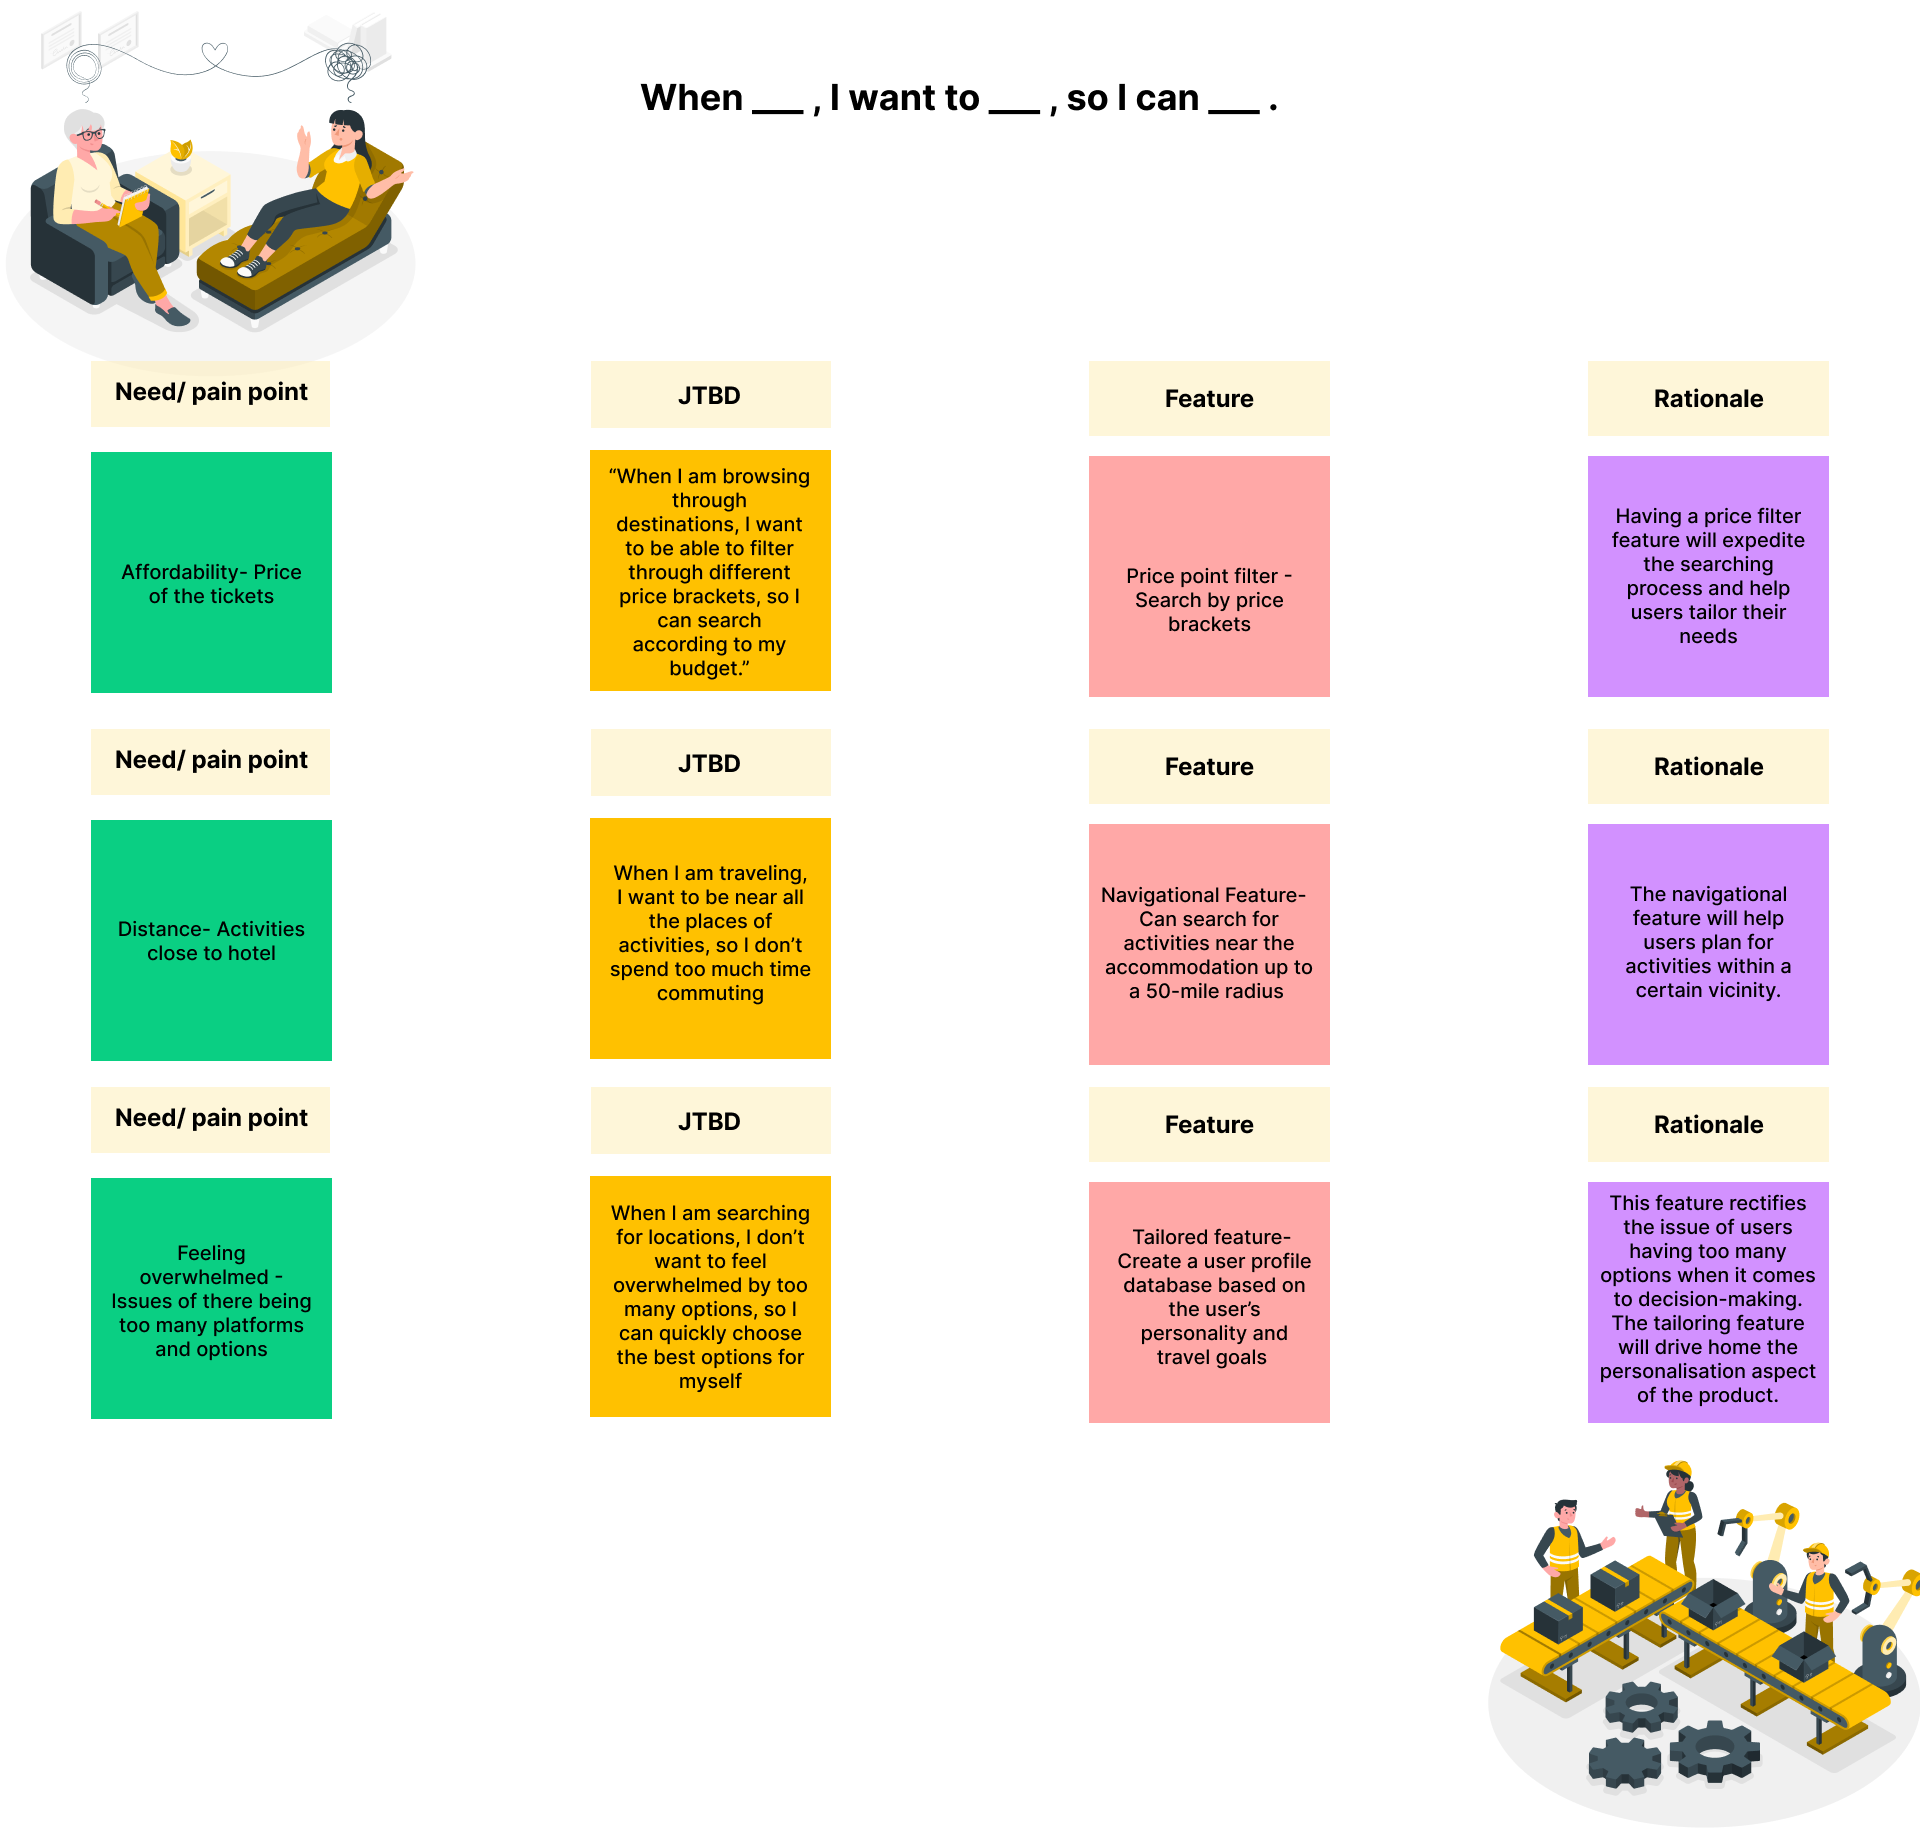 When ___ , I want to ___ , so I can ___ .
Need/ pain point
JTBD
Feature
Rationale
Affordability- Price
of the tickets
“When I am browsing
through
destinations, I want
to be able to filter
through different
price brackets, so I
can search
according to my
budget.”
Price point filter -
Search by price
brackets
Having a price filter
feature will expedite
the searching
process and help
users tailor their
needs
Need/ pain point
JTBD
Feature
Rationale
Distance- Activities
close to hotel
When I am traveling,
I want to be near all
the places of
activities, so I don’t
spend too much time
commuting
Navigational Feature-
Can search for
activities near the
accommodation up to
a 50-mile radius
The navigational
feature will help
users plan for
activities within a
certain vicinity.
Need/ pain point
JTBD
Feature
Rationale
Feeling
overwhelmed -
Issues of there being
too many platforms
and options
When I am searching
for locations, I don’t
want to feel
overwhelmed by too
many options, so I
can quickly choose
the best options for
myself
Tailored feature-
Create a user profile
database based on
the user’s
personality and
travel goals
This feature rectifies
the issue of users
having too many
options when it comes
to decision-making.
The tailoring feature
will drive home the
personalisation aspect
of the product.